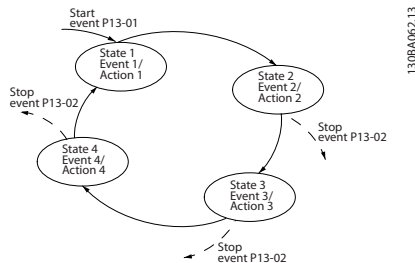 Start
event P13-01
State 1
Event 1/
Action 1
State 2
Event 2/
Action 2
Stop
event P13-02
State 3
Event 3/
Action 3
Stop
event P13-02
State 4
Event 4/
Action 4
Stop
event P13-02
130BA062.13